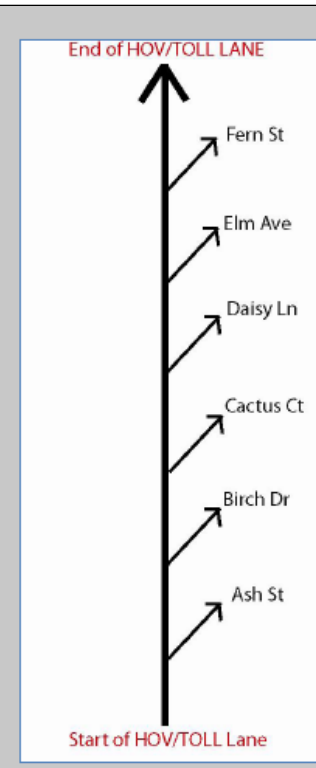 End of HOV/TOLL LANE
Fern St
Elm Ave
Daisy Ln
Cactus Ct
Birch Dr
Ash St
Start of HOV/TOLL Lane